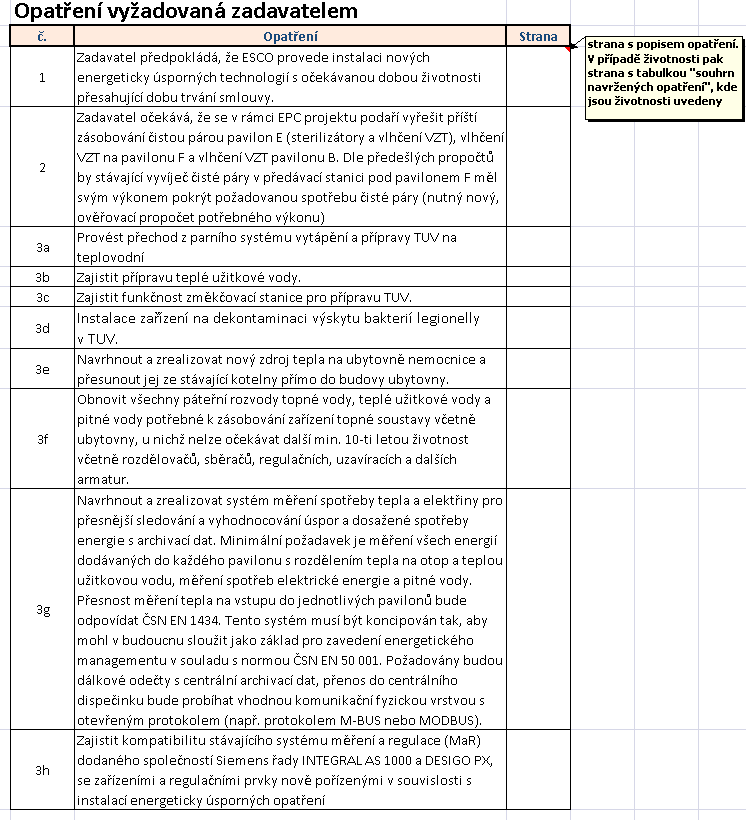 Opatření vyžadovaná zadavatelem
č. Opatření Strana
strana s popisem opatření.
V případě životnosti pak
strana s tabulkou "souhrn
navržených opatření", kde
jsou životnosti uvedeny
1
Zadavatel předpokládá, že ESCO provede instalaci nových
energeticky úsporných technologií s očekávanou dobou životnosti
přesahující dobu trvání smlouvy.
2
Zadavatel očekává, že se v rámci EPC projektu podaří vyřešit příští
zásobování čistou párou pavilon E (sterilizátory a vlhčení VZT), vlhčení
VZT na pavilonu F a vlhčení VZT pavilonu B. Dle předešlých propočtů
by stávající vyvíječ čisté páry v předávací stanici pod pavilonem F měl
svým výkonem pokrýt požadovanou spotřebu čisté páry (nutný nový,
ověřovací propočet potřebného výkonu)
3a
Provést přechod z parního systému vytápění a přípravy TUV na
teplovodní
3b
Zajistit přípravu teplé užitkové vody.
3c
Zajistit funkčnost změkčovací stanice pro přípravu TUV.
3d
Instalace zařízení na dekontaminaci výskytu bakterií legionelly
v TUV.
3e
Navrhnout a zrealizovat nový zdroj tepla na ubytovně nemocnice a
přesunout jej ze stávající kotelny přímo do budovy ubytovny.
3f
Obnovit všechny páteřní rozvody topné vody, teplé užitkové vody a
pitné vody potřebné k zásobování zařízení topné soustavy včetně
ubytovny, u nichž nelze očekávat další min. 10-ti letou životnost
včetně rozdělovačů, sběračů, regulačních, uzavíracích a dalších
armatur.
3g
Navrhnout a zrealizovat systém měření spotřeby tepla a elektřiny pro
přesnější sledování a vyhodnocování úspor a dosažené spotřeby
energie s archivací dat. Minimální požadavek je měření všech energií
dodávaných do každého pavilonu s rozdělením tepla na otop a teplou
užitkovou vodu, měření spotřeb elektrické energie a pitné vody.
Přesnost měření tepla na vstupu do jednotlivých pavilonů bude
odpovídat ČSN EN 1434. Tento systém musí být koncipován tak, aby
mohl v budoucnu sloužit jako základ pro zavedení energetického
managementu v souladu s normou ČSN EN 50 001. Požadovány budou
dálkové odečty s centrální archivací dat, přenos do centrálního
dispečinku bude probíhat vhodnou komunikační fyzickou vrstvou s
otevřeným protokolem (např. protokolem M-BUS nebo MODBUS).
3h
Zajistit kompatibilitu stávajícího systému měření a regulace (MaR)
dodaného společností Siemens řady INTEGRAL AS 1000 a DESIGO PX,
se zařízeními a regulačními prvky nově pořízenými v souvislosti s
instalací energeticky úsporných opatření